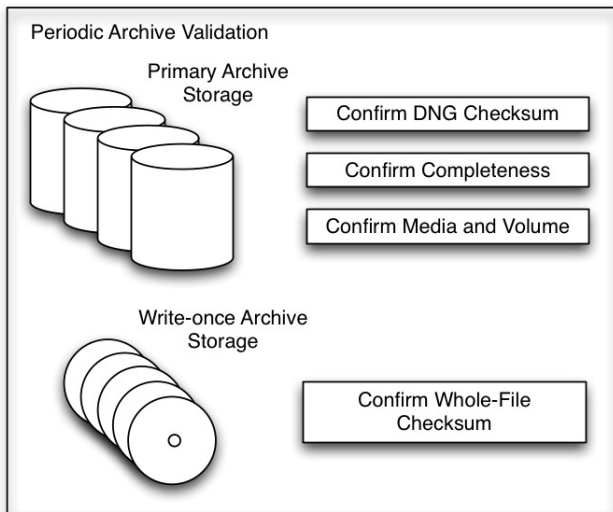 Periodic Archive Validation
Primary Archive
Storage
Confirm DNG Checksum
Confirm Completeness
Confirm Media and Volume
Write-once Archive
Storage
Confirm Whole-File
Checksum